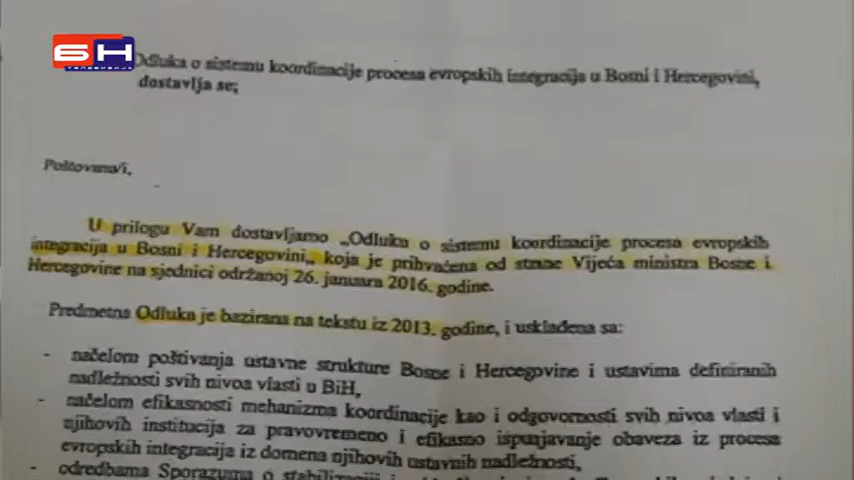 БН
Odluka o sistemu koordinacije procesa evropskih integracija u Bosni i Hercegovini,
dostavlja se;
Poštovana/i,
U prilogu Vam dostavljamo „Odluku o sistemu koordinacije procesa evropskih
integracija u Bosni i Hercegovini„ koja je prihvaćena od strane Vijeća ministra Bosne i
Hercegovine na sjednici održanoj 26. januara 2016. godine.
Predmetna Odluka je bazirana na tekstu iz 2013. godine, i usklađena sa:
- načelom poštivanja ustavne strukture Bosne i Hercegovine i ustavima definiranih
nadležnosti svih nivoa vlasti u BiH,
- načelom efikasnosti mehanizma koordinacije kao i odgovornosti svih nivoa vlasti i
njihovih institucija za pravovremeno i efikasno ispunjavanje obaveza iz procesa
evropskih integracija iz domena njihovih ustavnih nadležnosti,
- odredbama Sporazuma o stabilizaciji i